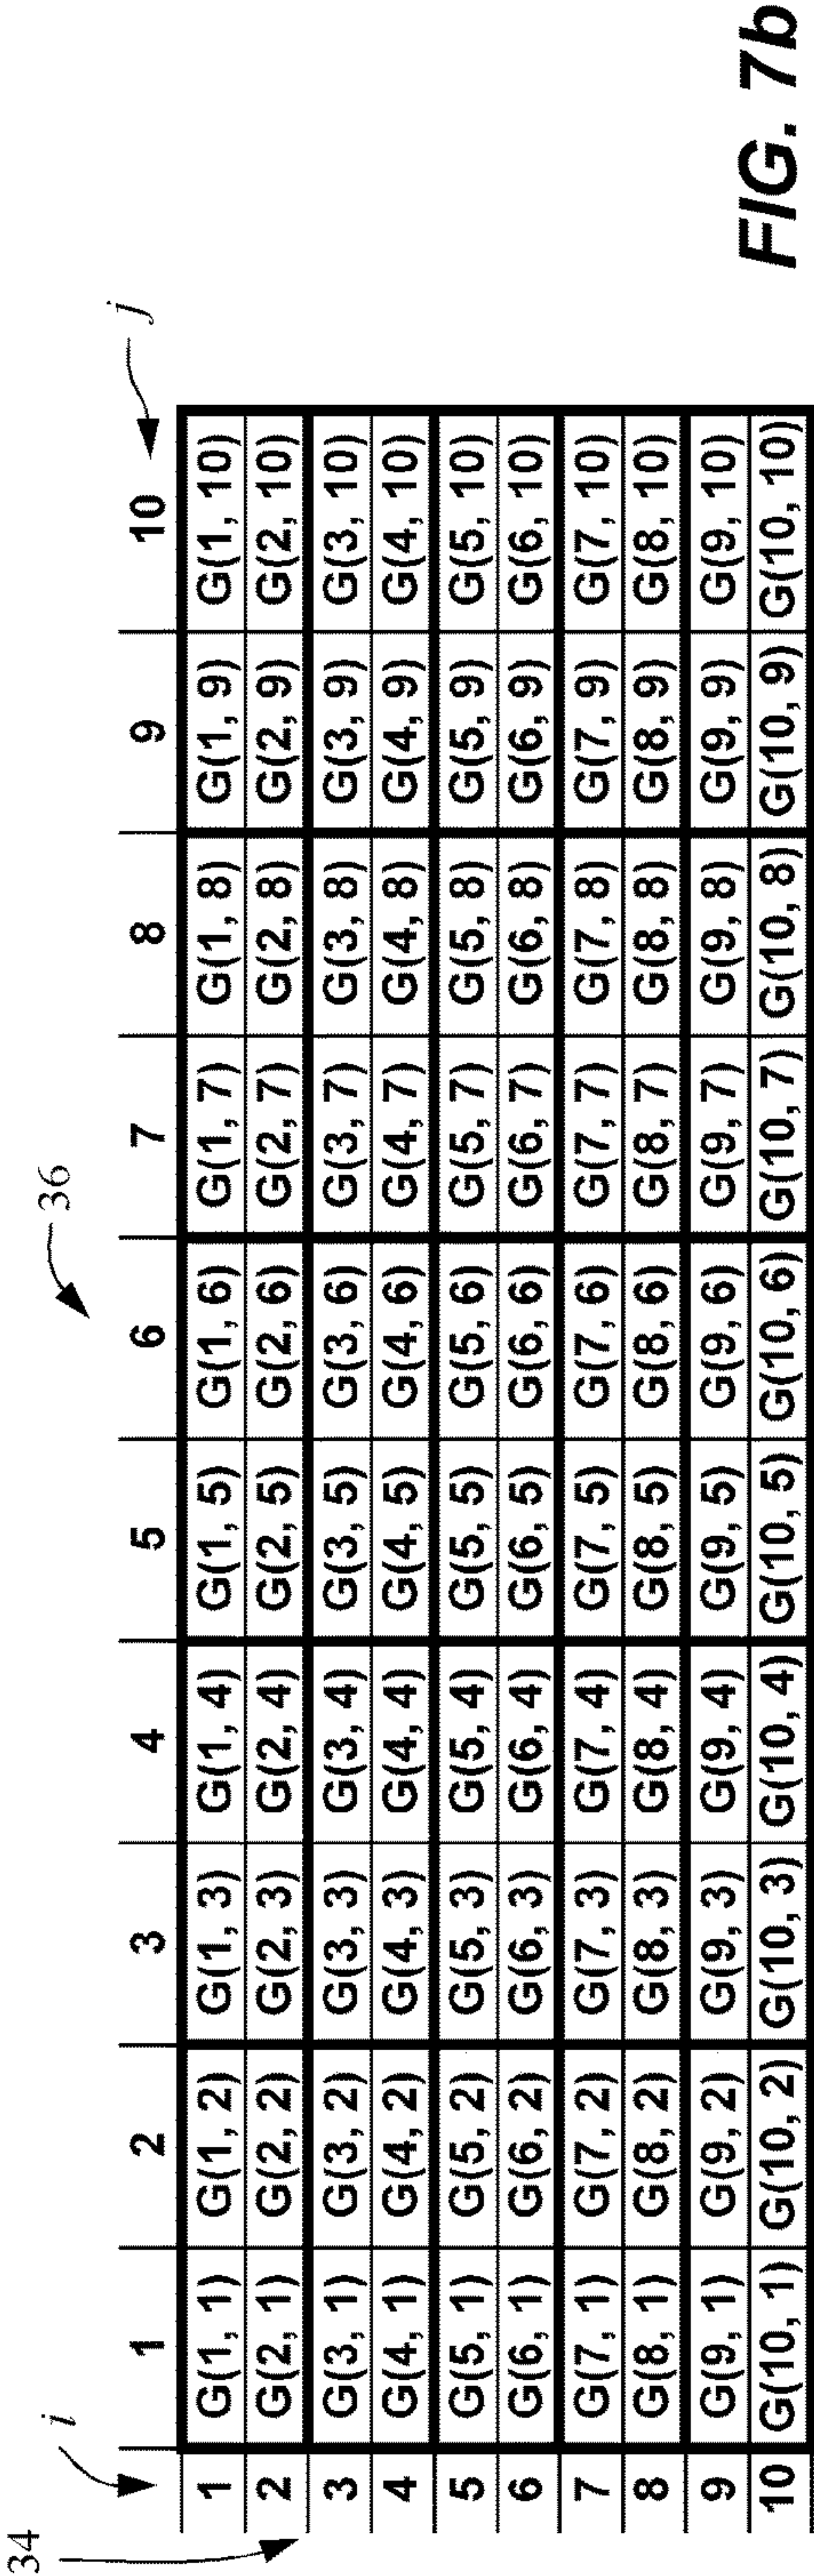 36
34
i
j
1 2 3 4 5 6 7 8 9 10
1 G(1, 1) G(1, 2) G(1, 3) G(1, 4) G(1, 5) G(1, 6) G(1, 7) G(1, 8) G(1, 9) G(1, 10)
2 G(2, 1) G(2, 2) G(2, 3) G(2, 4) G(2, 5) G(2, 6) G(2, 7) G(2, 8) G(2, 9) G(2, 10)
3 G(3, 1) G(3, 2) G(3, 3) G(3, 4) G(3, 5) G(3, 6) G(3, 7) G(3, 8) G(3, 9) G(3, 10)
4 G(4, 1) G(4, 2) G(4, 3) G(4, 4) G(4, 5) G(4, 6) G(4, 7) G(4, 8) G(4, 9) G(4, 10)
5 G(5, 1) G(5, 2) G(5, 3) G(5, 4) G(5, 5) G(5, 6) G(5, 7) G(5, 8) G(5, 9) G(5, 10)
6 G(6, 1) G(6, 2) G(6, 3) G(6, 4) G(6, 5) G(6, 6) G(6, 7) G(6, 8) G(6, 9) G(6, 10)
7 G(7, 1) G(7, 2) G(7, 3) G(7, 4) G(7, 5) G(7, 6) G(7, 7) G(7, 8) G(7, 9) G(7, 10)
8 G(8, 1) G(8, 2) G(8, 3) G(8, 4) G(8, 5) G(8, 6) G(8, 7) G(8, 8) G(8, 9) G(8, 10)
9 G(9, 1) G(9, 2) G(9, 3) G(9, 4) G(9, 5) G(9, 6) G(9, 7) G(9, 8) G(9, 9) G(9, 10)
10 G(10, 1) G(10, 2) G(10, 3) G(10, 4) G(10, 5) G(10, 6) G(10, 7) G(10, 8) G(10, 9) G(10, 10)
FIG. 7b